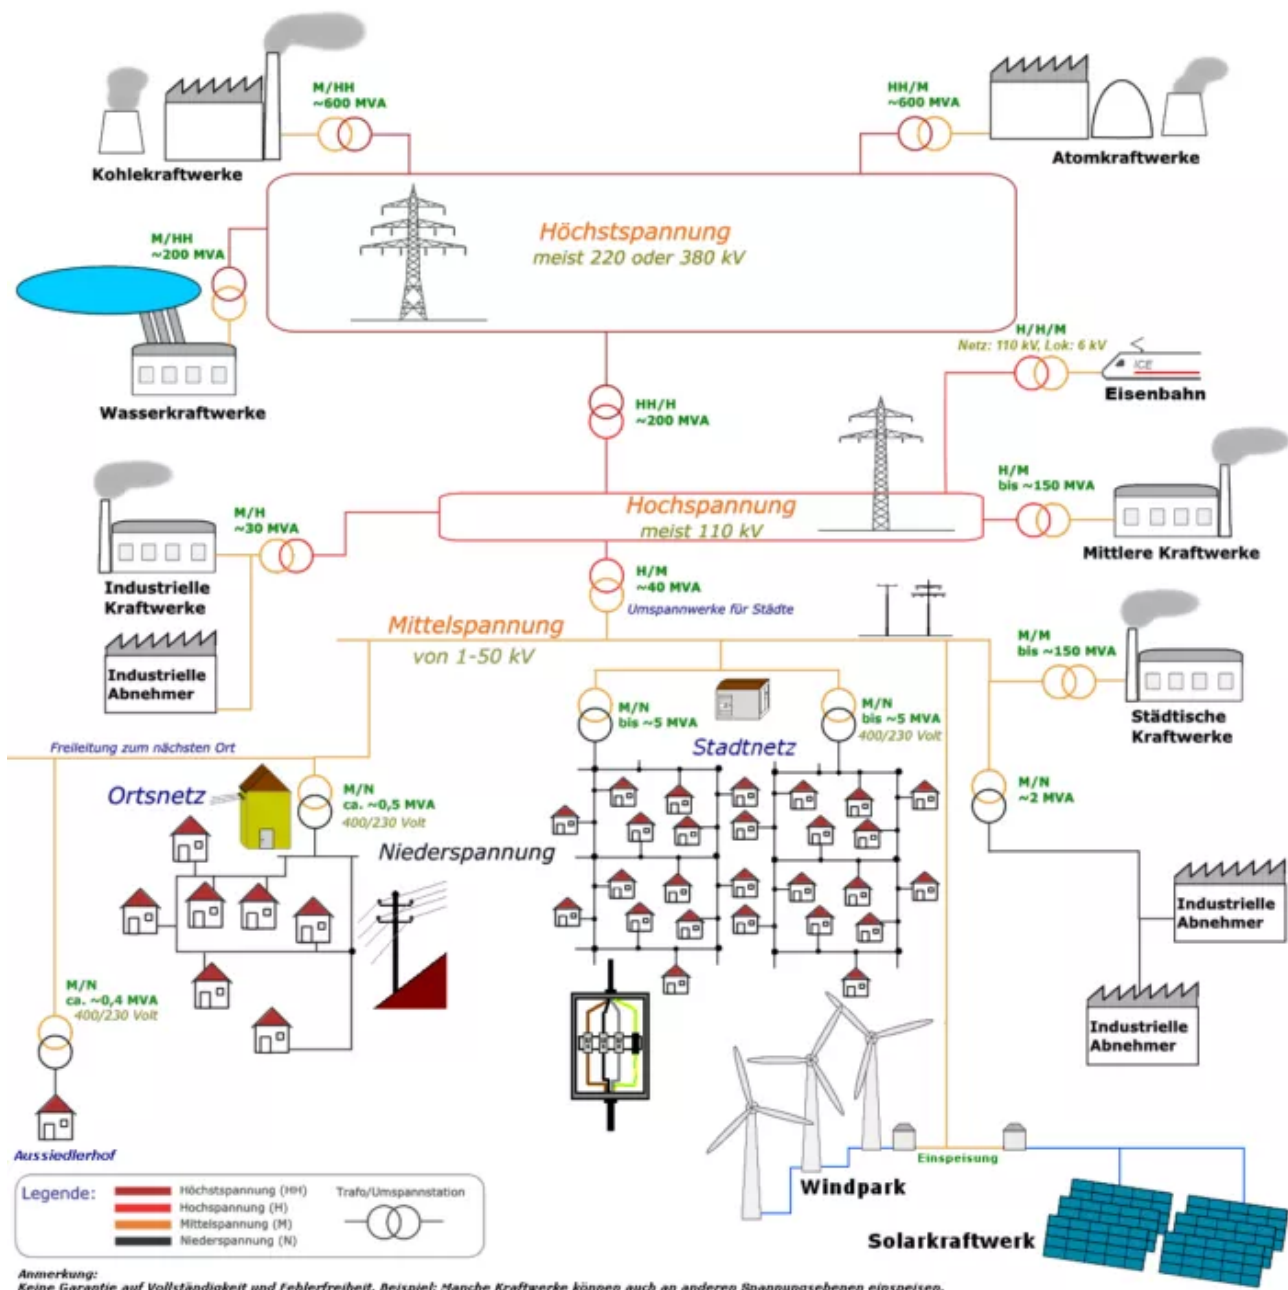 M/HH
~600 MVA
HH/M
~600 MVA
Kohlekraftwerke
Atomkraftwerke
Höchstspannung
meist 220 oder 380 kV
M/HH
~200 MVA
Wasserkraftwerke
H/H/M
Netz: 110 kV, Lok: 6 kV
ICE
Eisenbahn
HH/H
~200 MVA
Hochspannung
meist 110 kV
H/M
bis ~150 MVA
Mittlere Kraftwerke
M/H
~30 MVA
Industrielle
Kraftwerke
Industrielle
Abnehmer
H/M
~40 MVA
Umspannwerke für Städte
Mittelspannung
von 1-50 kV
M/M
bis ~150 MVA
Städtische
Kraftwerke
M/N
bis ~5 MVA
M/N
bis ~5 MVA
400/230 Volt
Stadtnetz
Freileitung zum nächsten Ort
Ortsnetz
M/N
ca. ~0,5 MVA
400/230 Volt
Niederspannung
M/N
~2 MVA
Industrielle
Abnehmer
Industrielle
Abnehmer
M/N
ca. ~0,4 MVA
400/230 Volt
Aussiedlerhof
Einspeisung
Windpark
Solarkraftwerk
Legende:
Höchstspannung (HH)
Hochspannung (H)
Mittelspannung (M)
Niederspannung (N)
Trafo/Umspannstation
Anmerkung:
Keine Garantie auf Vollständigkeit und Fehlerfreiheit. Beispiel: Manche Kraftwerke können auch an anderen Spannungsebenen einspeisen.